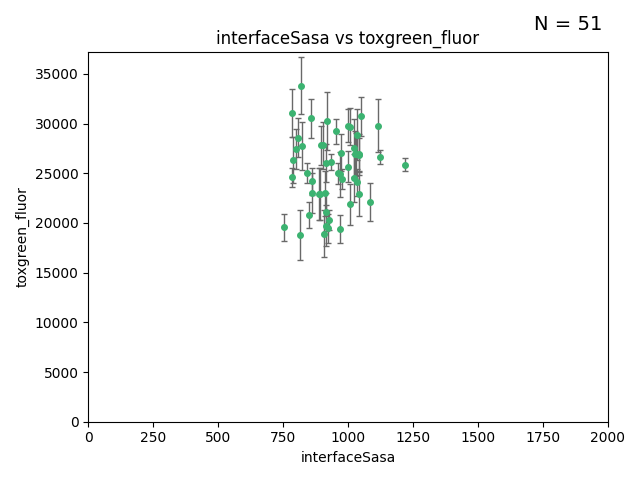 N = 51
interfaceSasa vs toxgreen_fluor
toxgreen_fluor
35000
30000
25000
20000
15000
10000
5000
0
0 250 500 750 1000 1250 1500 1750 2000
interfaceSasa